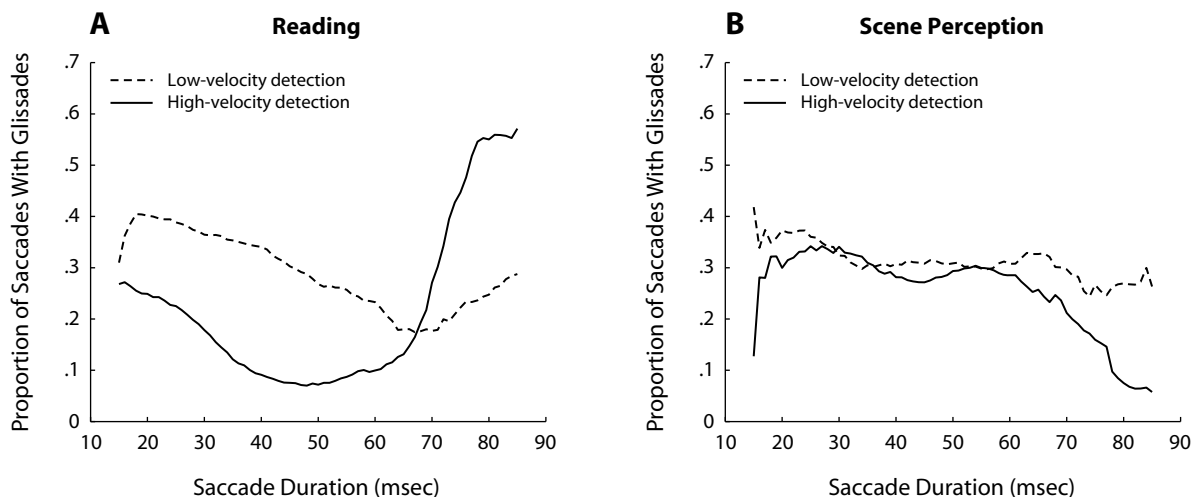 A
Reading
Proportion of Saccades With Glissades
.7
.6
.5
.4
.3
.2
.1
0
Low-velocity detection
High-velocity detection
10 20 30 40 50 60 70 80 90
Saccade Duration (msec)
B
Scene Perception
Proportion of Saccades With Glissades
.7
.6
.5
.4
.3
.2
.1
0
Low-velocity detection
High-velocity detection
10 20 30 40 50 60 70 80 90
Saccade Duration (msec)